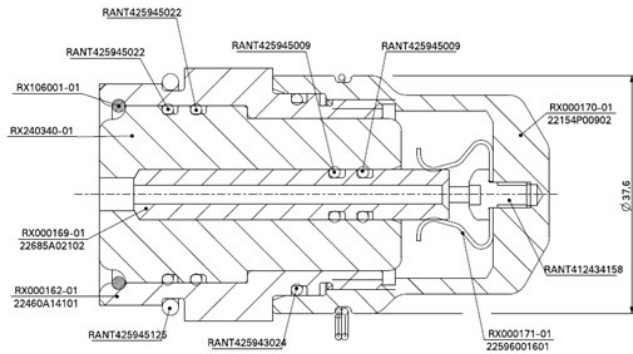 RANT425945022
RANT425945022
RANT425945009
RANT425945009
RX106001-01
RX240340-01
RX000170-01
22154P00902
Ø 37,6
RX000169-01
22685A02102
RX000162-01
22460A14101
RANT412434158
RANT425945125
RANT425943024
RX000171-01
22596001601